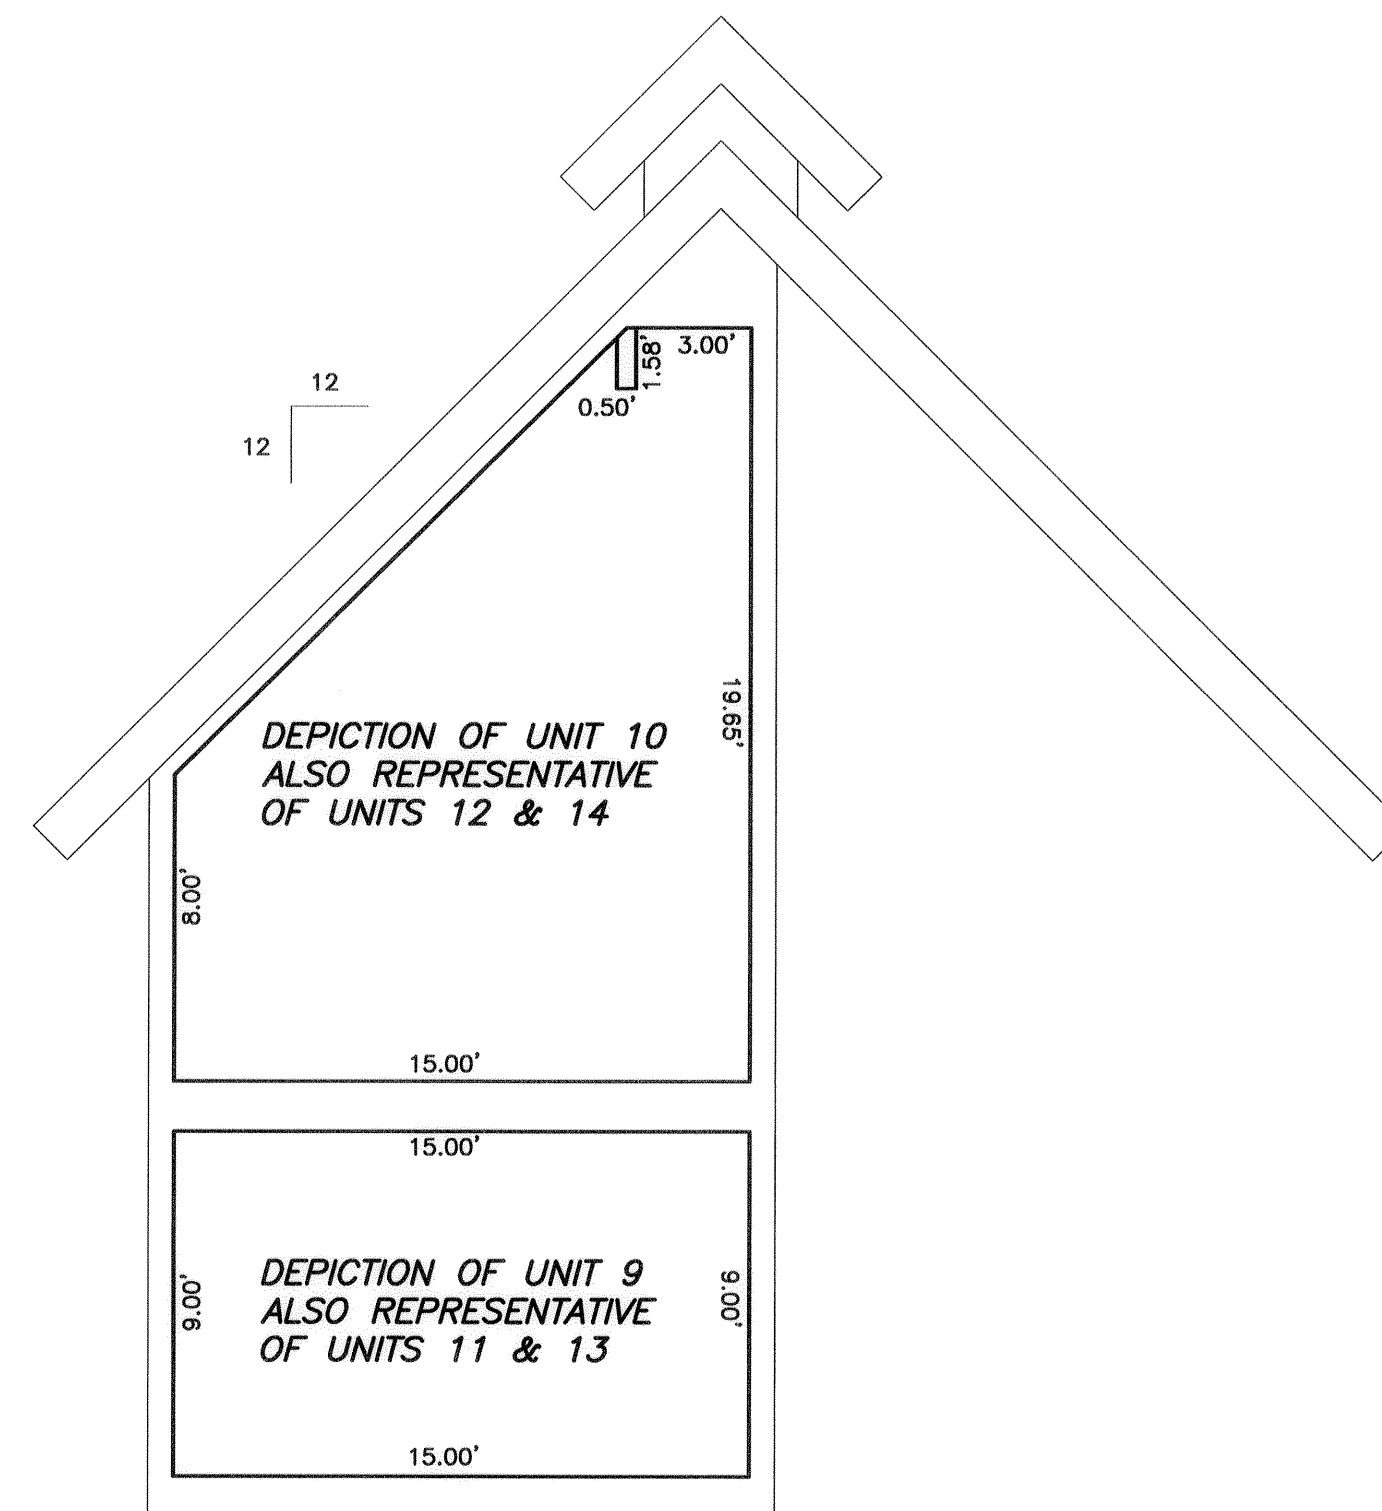 3.00'
1.58'
0.50'
12
12
19.65'
DEPICTION OF UNIT 10
ALSO REPRESENTATIVE
OF UNITS 12 & 14
8.00'
15.00'
15.00'
DEPICTION OF UNIT 9
ALSO REPRESENTATIVE
OF UNITS 11 & 13
9.00'
9.00'
15.00'